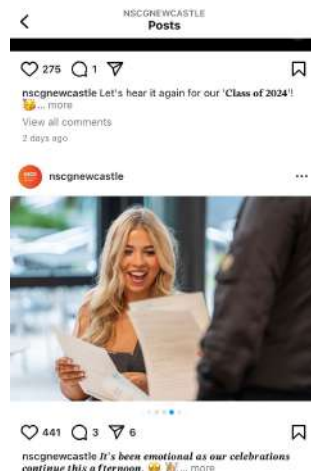 NSCGNEWCASTLE
Posts
275 1
nscgnewcastle Let's hear it again for our 'Class of 2024'!
🥳... more
View all comments
2 days ago
nscgnewcastle
441 3 6
nscgnewcastle It's been emotional as our celebrations
continue this afternoon. ... more